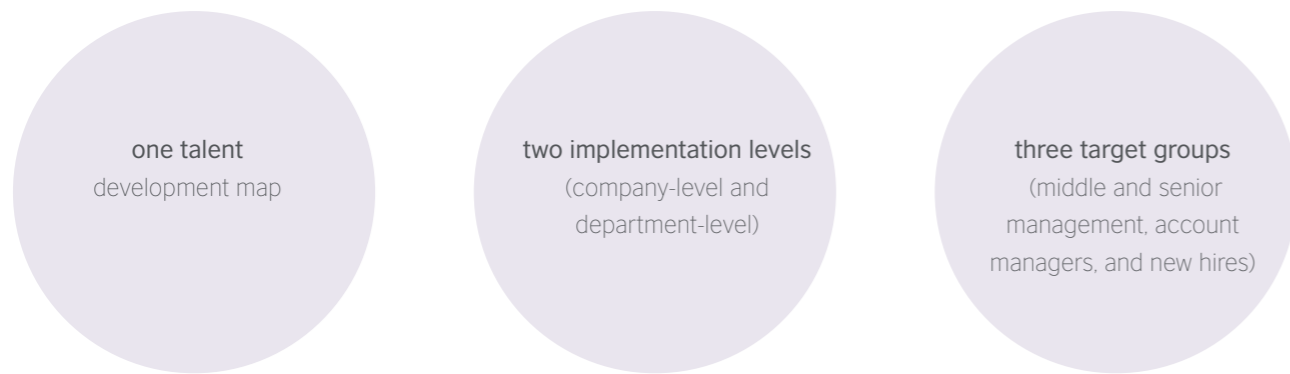 one talent
development map
two implementation levels
(company-level and
department-level)
three target groups
(middle and senior
management, account
managers, and new hires)